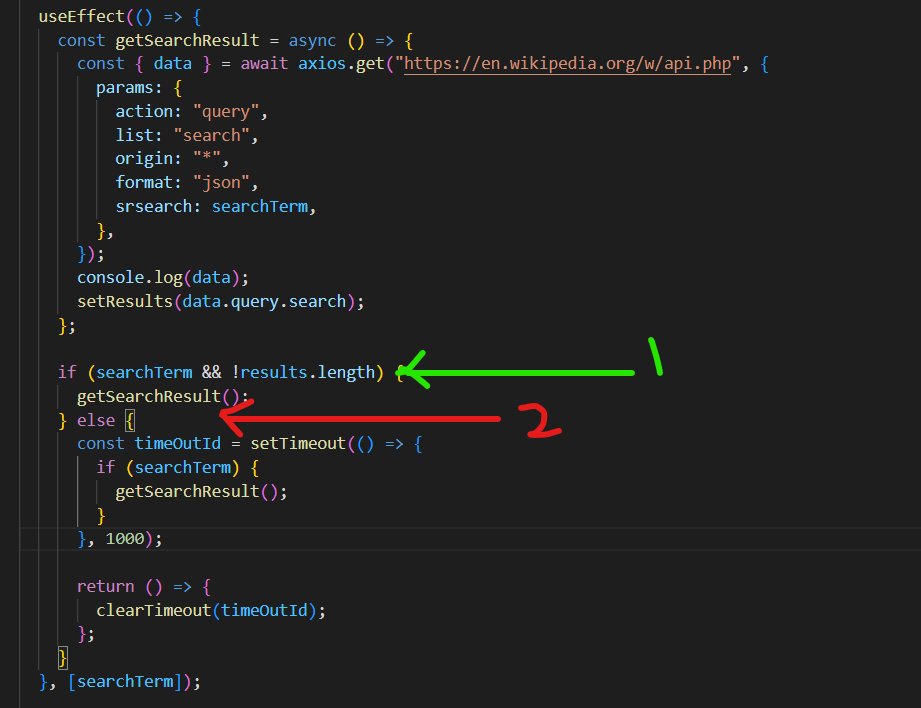 useEffect(() => {
const getSearchResult = async () => {
const { data } = await axios.get("https://en.wikipedia.org/w/api.php", {
params: {
action: "query",
list: "search",
origin: "*",
format: "json",
srsearch: searchTerm,
},
});
console.log(data);
setResults(data.query.search);
};
if (searchTerm && !results.length) { 1
getSearchResult();
} else { 2
const timeOutId = setTimeout(() => {
if (searchTerm) {
getSearchResult();
}
}, 1000);
return () => {
clearTimeout(timeOutId);
};
}
}, [searchTerm]);